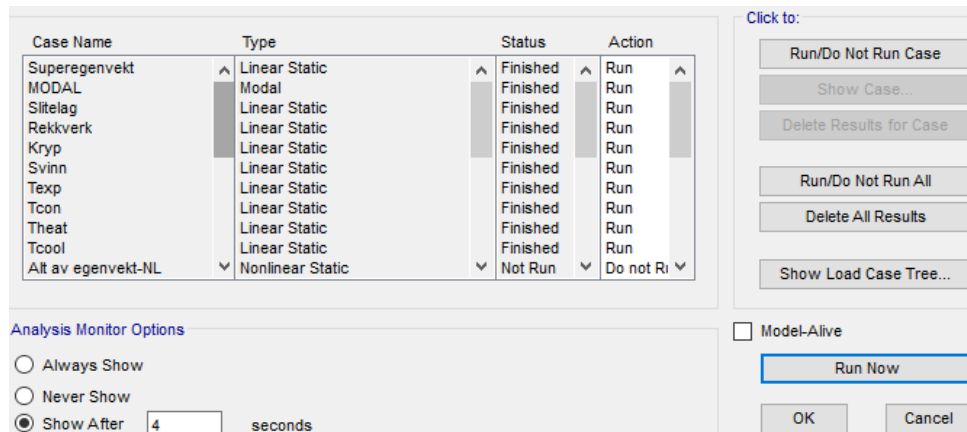 Click to:
Case Name Type Status Action
Superegenvekt Linear Static Finished Run
MODAL Modal Finished Run
Slitelag Linear Static Finished Run
Rekkverk Linear Static Finished Run
Kryp Linear Static Finished Run
Svinn Linear Static Finished Run
Texp Linear Static Finished Run
Tcon Linear Static Finished Run
Theat Linear Static Finished Run
Tcool Linear Static Finished Run
Alt av egenvekt-NL Nonlinear Static Not Run Do not Ru
Run/Do Not Run Case
Show Case...
Delete Results for Case
Run/Do Not Run All
Delete All Results
Show Load Case Tree...
Analysis Monitor Options
Always Show
Never Show
Show After 4 seconds
Model-Alive
Run Now
OK Cancel